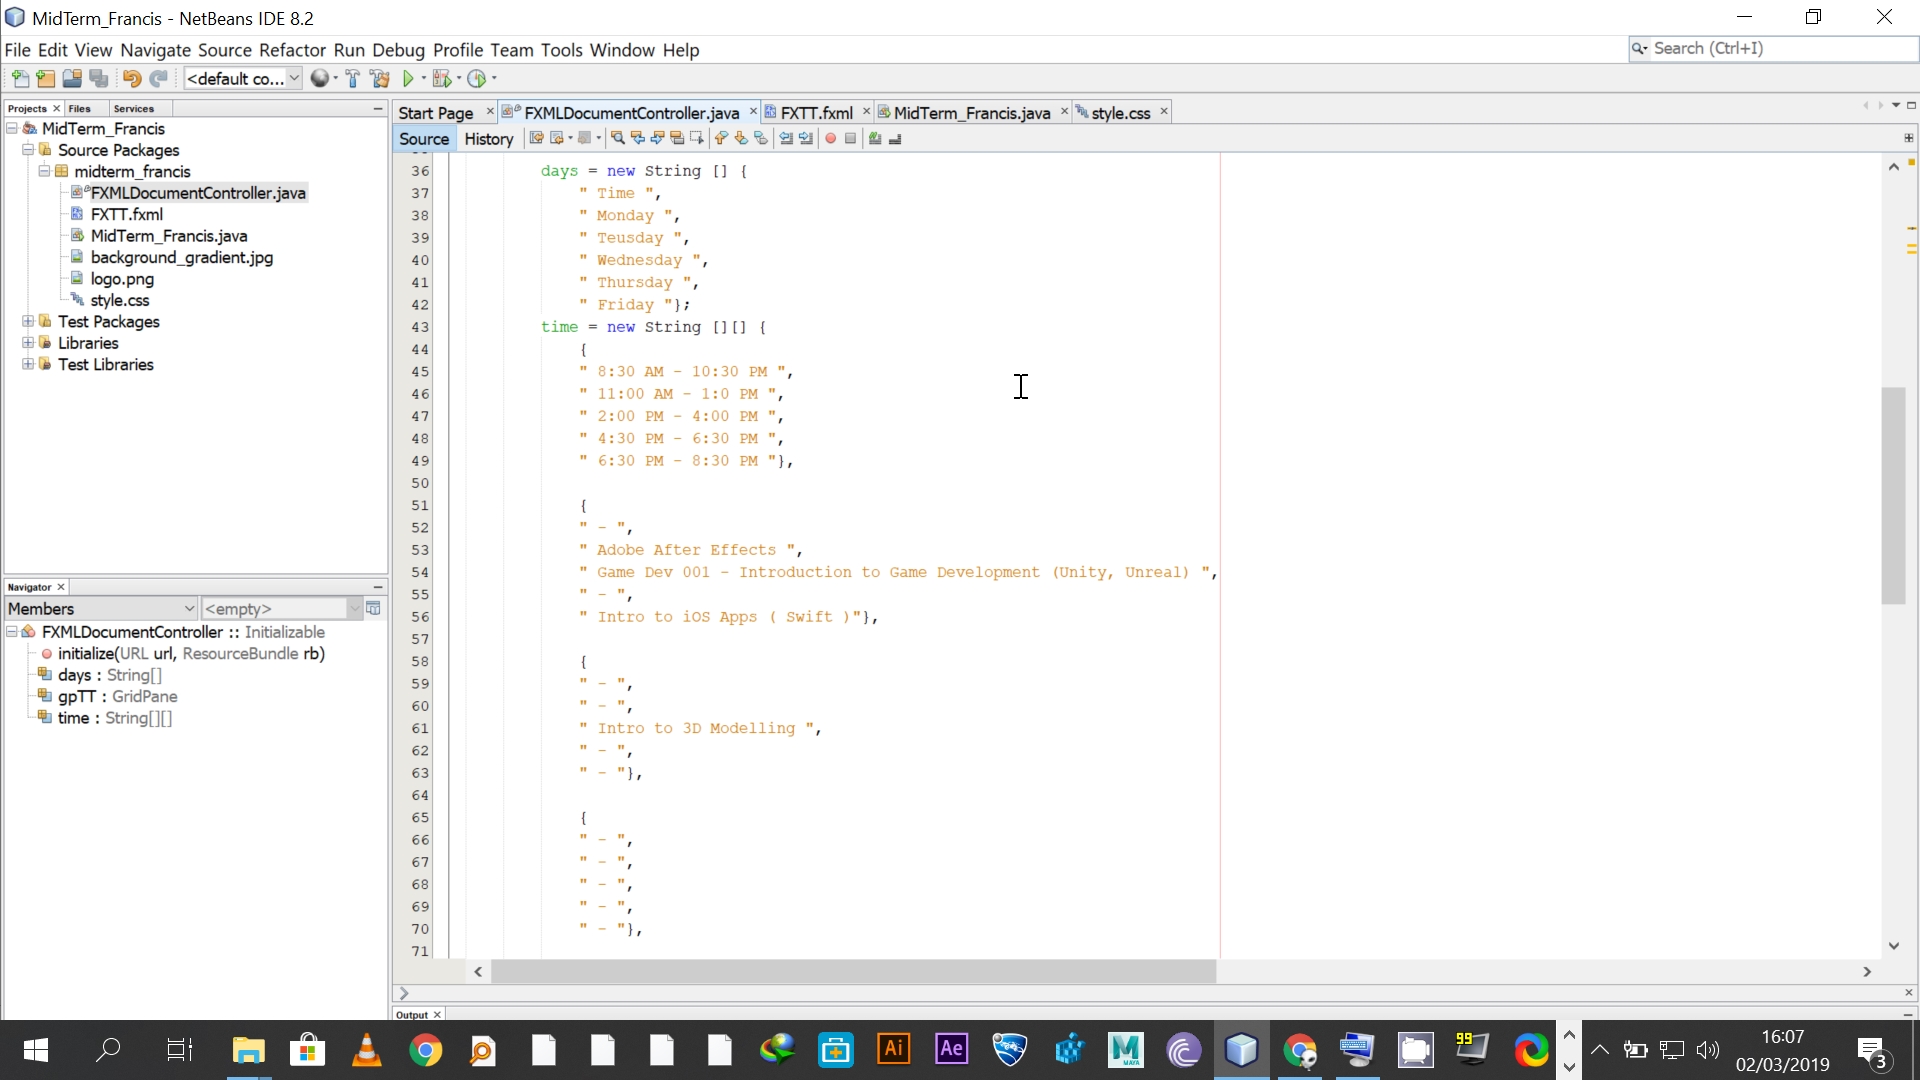 MidTerm_Francis - NetBeans IDE 8.2
File Edit View Navigate Source Refactor Run Debug Profile Team Tools Window Help
Search (Ctrl+I)
<default co...
Projects Files Services
MidTerm_Francis
Source Packages
midterm_francis
FXMLDocumentController.java
FXTT.fxml
MidTerm_Francis.java
background_gradient.jpg
logo.png
style.css
Test Packages
Libraries
Test Libraries
Navigator
Members <empty>
FXMLDocumentController :: Initializable
initialize(URL url, ResourceBundle rb)
days : String[]
gpTT : GridPane
time : String[][]
Start Page FXMLDocumentController.java FXTT.fxml MidTerm_Francis.java style.css
Source History
36 days = new String [] {
37 " Time ",
38 " Monday ",
39 " Teusday ",
40 " Wednesday ",
41 " Thursday ",
42 " Friday "};
43 time = new String [][] {
44 {
45 " 8:30 AM - 10:30 PM ",
46 " 11:00 AM - 1:0 PM ",
47 " 2:00 PM - 4:00 PM ",
48 " 4:30 PM - 6:30 PM ",
49 " 6:30 PM - 8:30 PM "},
50
51 {
52 " - ",
53 " Adobe After Effects ",
54 " Game Dev 001 - Introduction to Game Development (Unity, Unreal) ",
55 " - ",
56 " Intro to iOS Apps ( Swift )"},
57
58 {
59 " - ",
60 " - ",
61 " Intro to 3D Modelling ",
62 " - ",
63 " - "},
64
65 {
66 " - ",
67 " - ",
68 " - ",
69 " - ",
70 " - "},
71
Output
Ai
Ae
M
MAYA
99
16:07
02/03/2019
3